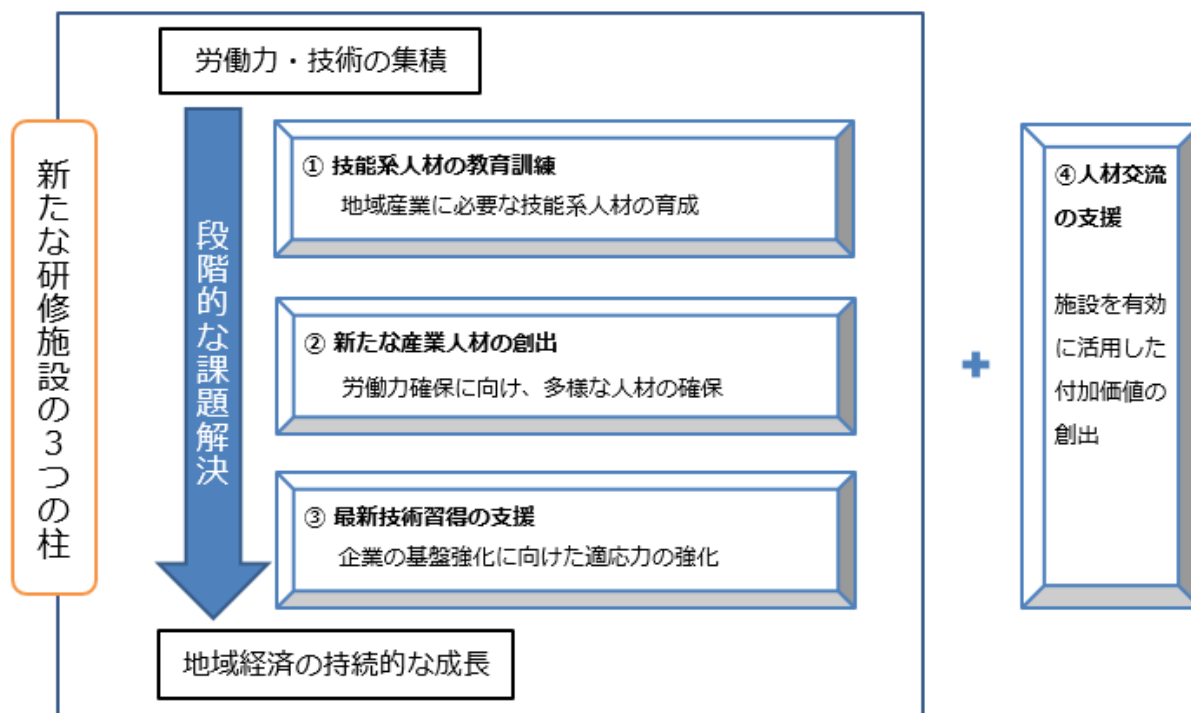 労働力・技術の集積
新たな研修施設の3つの柱
段階的な課題解決
① 技能系人材の教育訓練
地域産業に必要な技能系人材の育成
② 新たな産業人材の創出
労働力確保に向け、多様な人材の確保
③ 最新技術習得の支援
企業の基盤強化に向けた適応力の強化
地域経済の持続的な成長
④人材交流
の支援
施設を有効
に活用した
付加価値の
創出